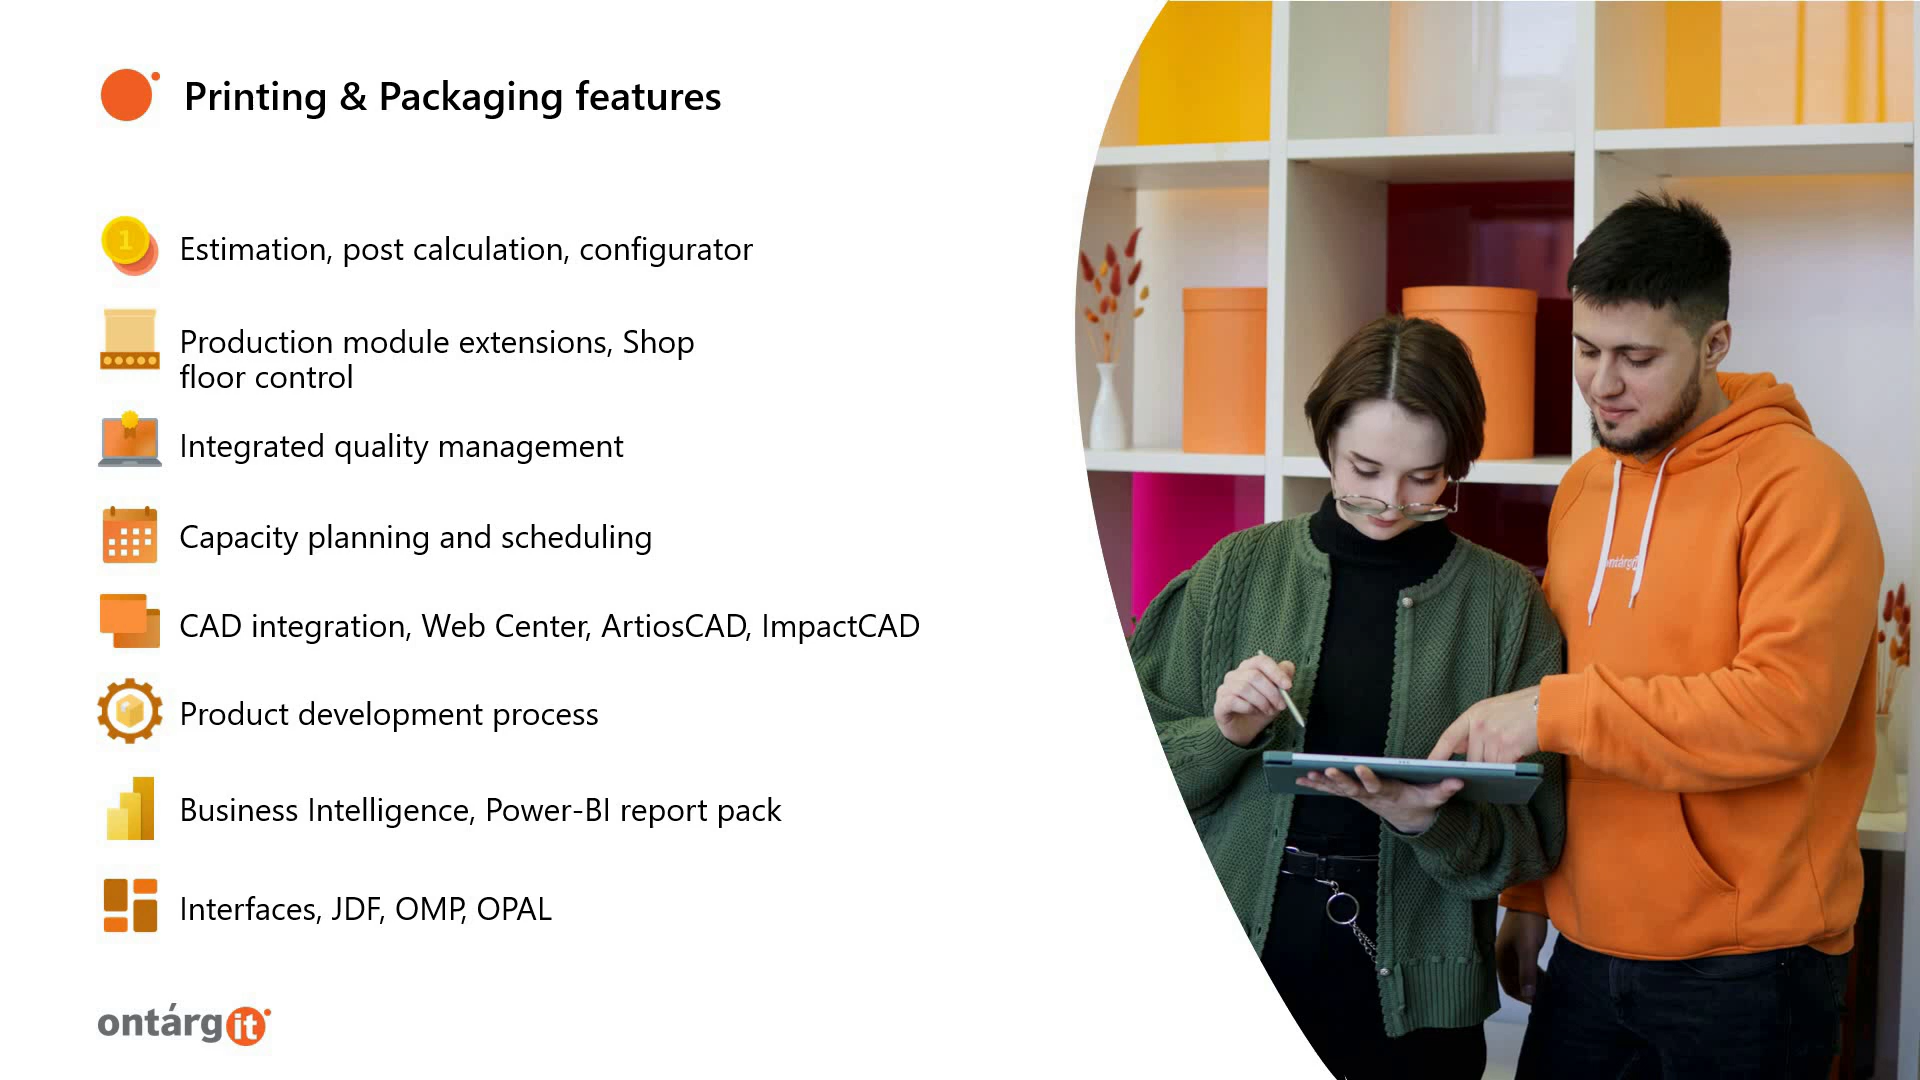 Printing & Packaging features
1
Estimation, post calculation, configurator
Production module extensions, Shop
floor control
Integrated quality management
Capacity planning and scheduling
CAD integration, Web Center, ArtiosCAD, ImpactCAD
Product development process
Business Intelligence, Power-BI report pack
Interfaces, JDF, OMP, OPAL
ontárgit
ontárgit